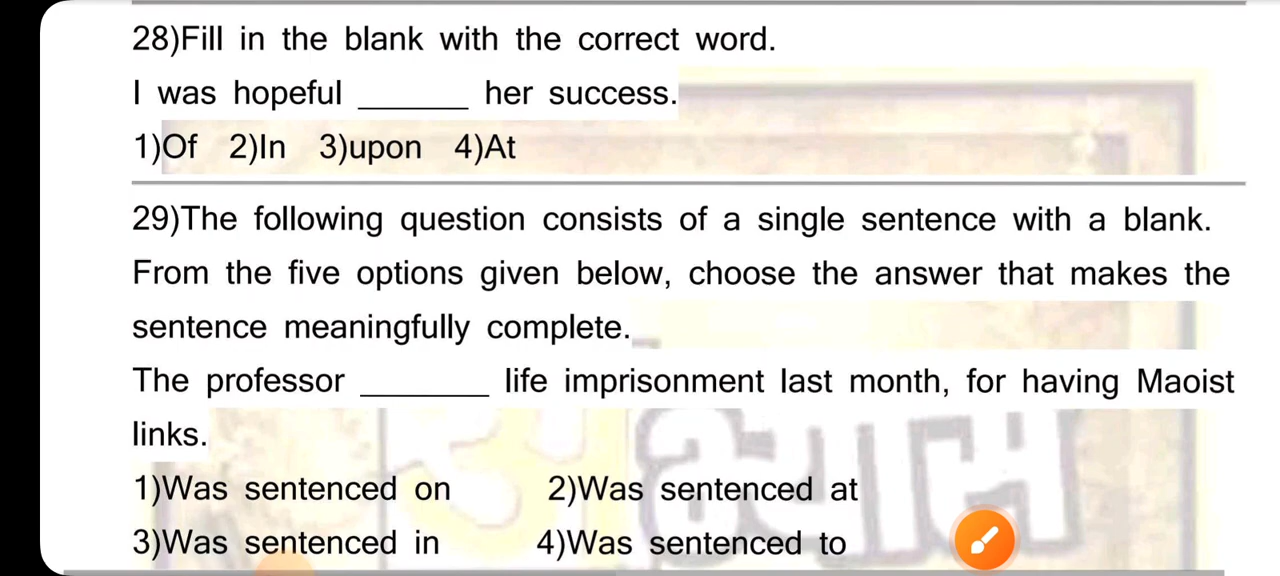 28)Fill in the blank with the correct word.
I was hopeful ______ her success.
1)Of 2)In 3)upon 4)At
29)The following question consists of a single sentence with a blank.
From the five options given below, choose the answer that makes the
sentence meaningfully complete.
The professor _______ life imprisonment last month, for having Maoist
links.
1)Was sentenced on 2)Was sentenced at
3)Was sentenced in 4)Was sentenced to